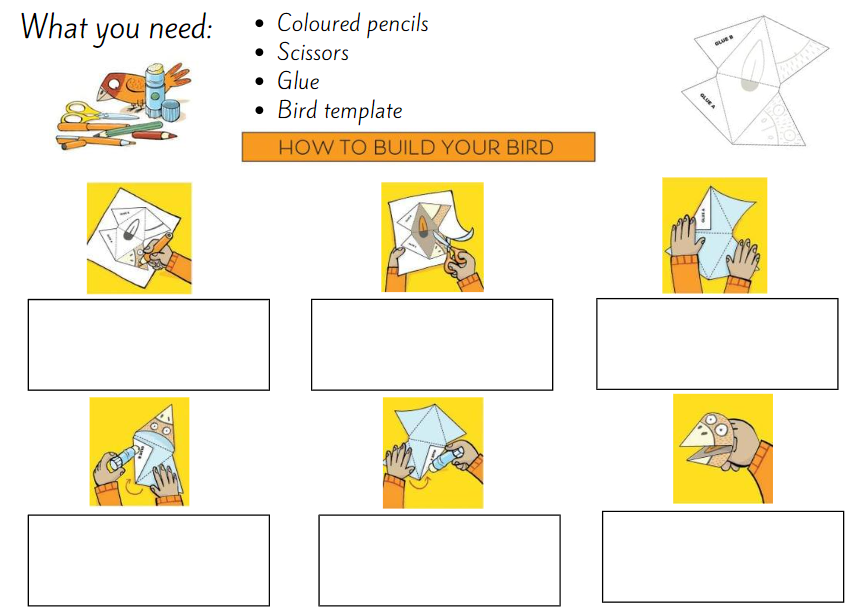 What you need:
Coloured pencils
Scissors
Glue
Bird template
GLUE B
GLUE A
HOW TO BUILD YOUR BIRD